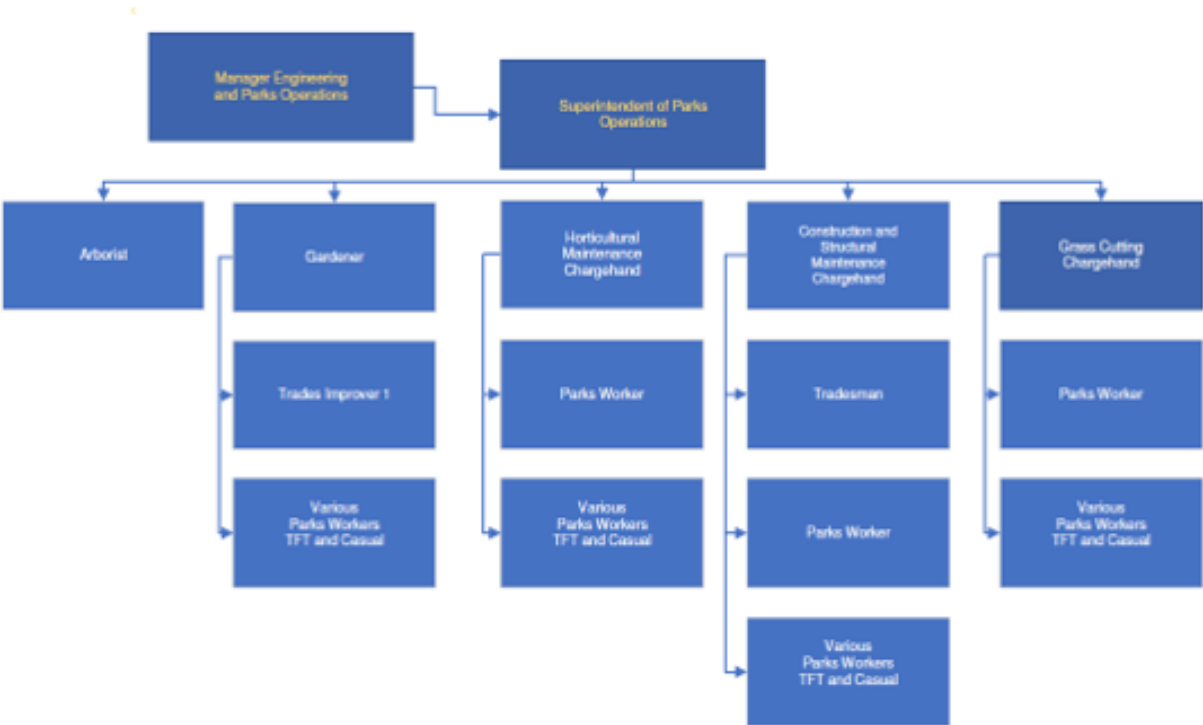 Manager Engineering
and Parks Operations
Superintendent of Parks
Operations
Arborist
Gardener
Horticultural
Maintenance
Chargehand
Construction and
Structural
Maintenance
Chargehand
Grass Cutting
Chargehand
Trades Improver 1
Parks Worker
Tradesman
Parks Worker
Various
Parks Workers
TFT and Casual
Various
Parks Workers
TFT and Casual
Parks Worker
Various
Parks Workers
TFT and Casual
Various
Parks Workers
TFT and Casual